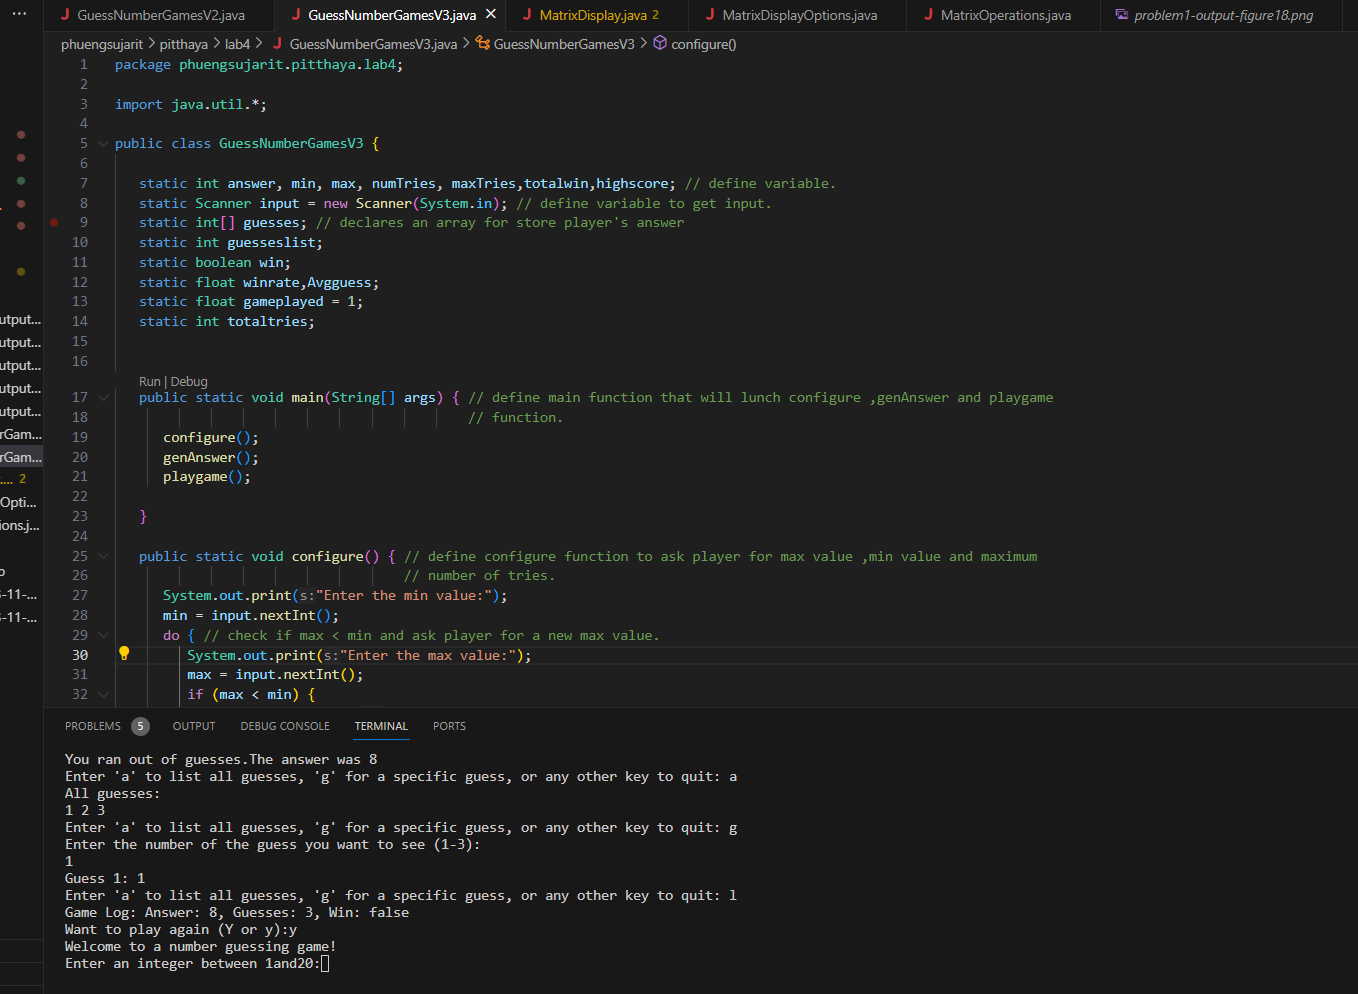 GuessNumberGamesV2.java
GuessNumberGamesV3.java
MatrixDisplay.java 2
MatrixDisplayOptions.java
MatrixOperations.java
problem1-output-figure18.png
phuengsujarit > pitthaya > lab4 > GuessNumberGamesV3.java > GuessNumberGamesV3 > configure()
utput...
utput...
utput...
utput...
utput...
rGam...
rGam...
.... 2
Opti...
ions.j...
3-11-...
3-11-...
1 package phuengsujarit.pitthaya.lab4;
2
3 import java.util.*;
4
5 public class GuessNumberGamesV3 {
6
7 static int answer, min, max, numTries, maxTries,totalwin,highscore; // define variable.
8 static Scanner input = new Scanner(System.in); // define variable to get input.
9 static int[] guesses; // declares an array for store player's answer
10 static int guesseslist;
11 static boolean win;
12 static float winrate,Avgguess;
13 static float gameplayed = 1;
14 static int totaltries;
15
16
Run | Debug
17 public static void main(String[] args) { // define main function that will lunch configure ,genAnswer and playgame
18 // function.
19 configure();
20 genAnswer();
21 playgame();
22
23 }
24
25 public static void configure() { // define configure function to ask player for max value ,min value and maximum
26 // number of tries.
27 System.out.print(s:"Enter the min value:");
28 min = input.nextInt();
29 do { // check if max < min and ask player for a new max value.
30 System.out.print(s:"Enter the max value:");
31 max = input.nextInt();
32 if (max < min) {
PROBLEMS 5 OUTPUT DEBUG CONSOLE TERMINAL PORTS
You ran out of guesses.The answer was 8
Enter 'a' to list all guesses, 'g' for a specific guess, or any other key to quit: a
All guesses:
1 2 3
Enter 'a' to list all guesses, 'g' for a specific guess, or any other key to quit: g
Enter the number of the guess you want to see (1-3):
1
Guess 1: 1
Enter 'a' to list all guesses, 'g' for a specific guess, or any other key to quit: l
Game Log: Answer: 8, Guesses: 3, Win: false
Want to play again (Y or y):y
Welcome to a number guessing game!
Enter an integer between 1and20: